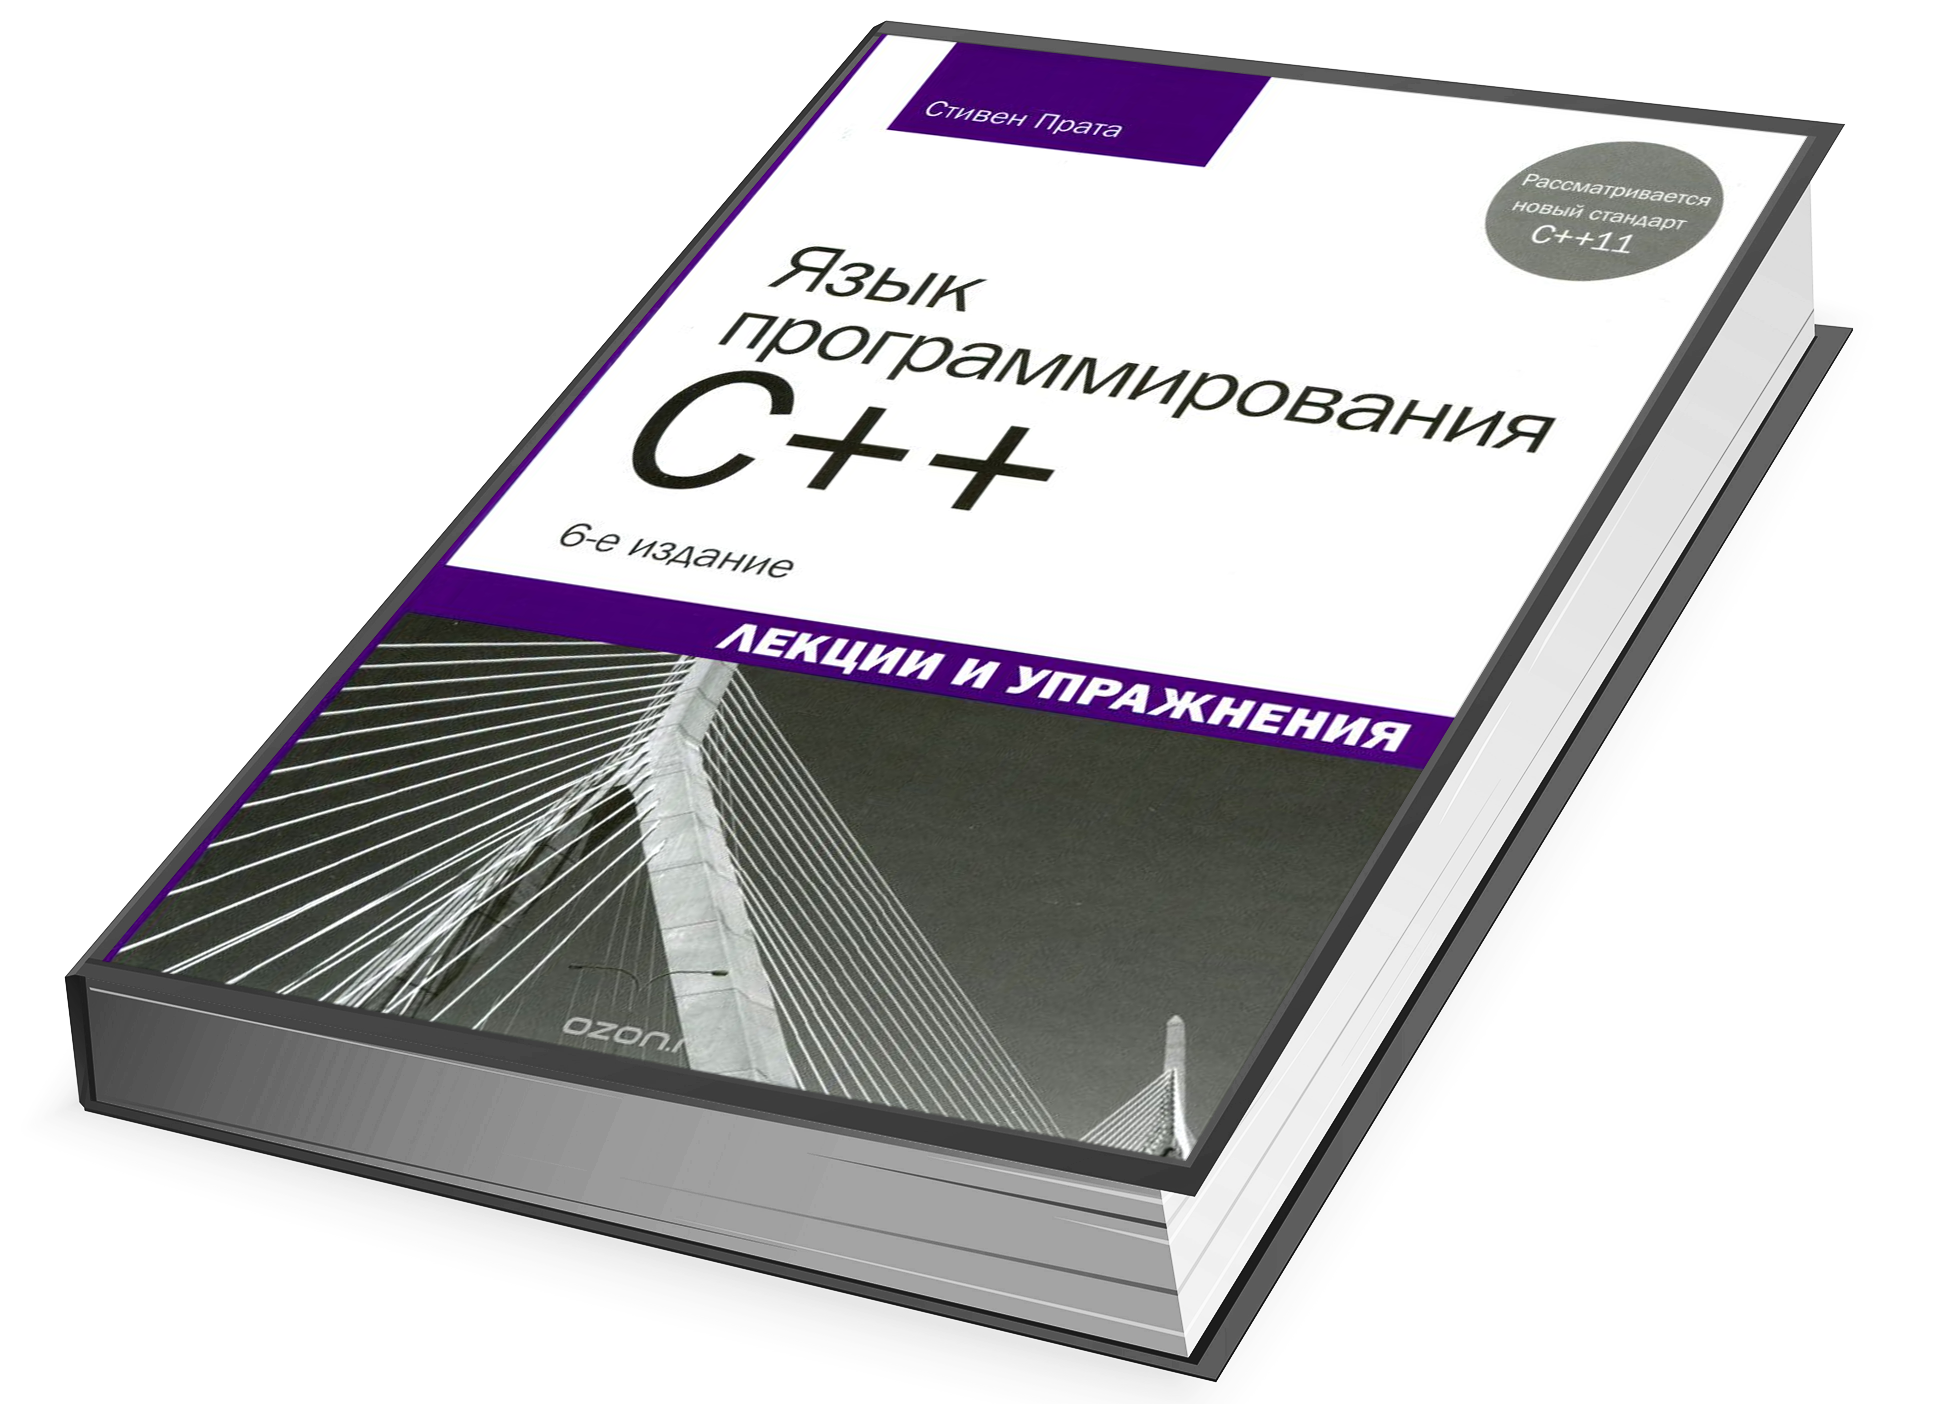 Стивен Прата
Рассматривается
новый стандарт
C++11
Язык
программирования
C++
6-е издание
ЛЕКЦИИ И УПРАЖНЕНИЯ
ozon.r